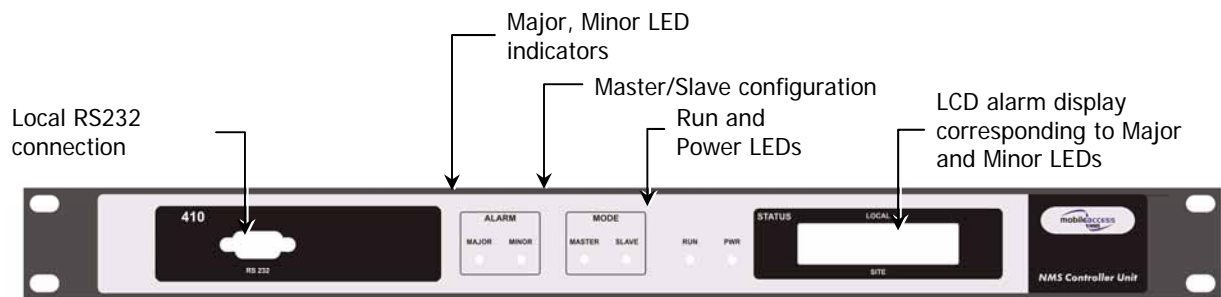 Major, Minor LED
indicators
Master/Slave configuration
Local RS232
connection
Run and
Power LEDs
LCD alarm display
corresponding to Major
and Minor LEDs
410
RS 232
ALARM
MAJOR MINOR
MODE
MASTER SLAVE
RUN PWR
STATUS LOCAL
SITE
mobileaccess
NMS Controller Unit